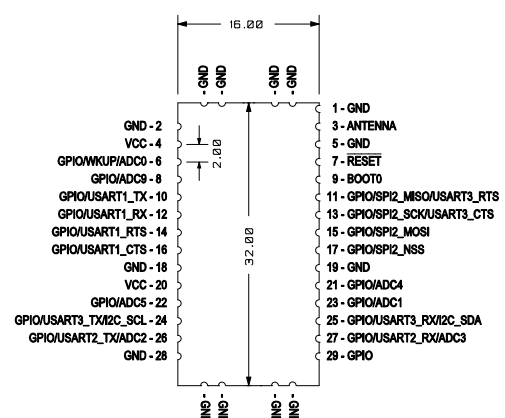 16.00
- GND
- GND
- GND
- GND
1 - GND
GND - 2
3 - ANTENNA
VCC - 4
5 - GND
GPIO/WKUP/ADC0 - 6
7 - RESET
GPIO/ADC9 - 8
9 - BOOT0
GPIO/USART1_TX - 10
11 - GPIO/SPI2_MISO/USART3_RTS
GPIO/USART1_RX - 12
13 - GPIO/SPI2_SCK/USART3_CTS
GPIO/USART1_RTS - 14
15 - GPIO/SPI2_MOSI
GPIO/USART1_CTS - 16
17 - GPIO/SPI2_NSS
GND - 18
19 - GND
VCC - 20
21 - GPIO/ADC4
GPIO/ADC5 - 22
23 - GPIO/ADC1
GPIO/USART3_TX/I2C_SCL - 24
25 - GPIO/USART3_RX/I2C_SDA
GPIO/USART2_TX/ADC2 - 26
27 - GPIO/USART2_RX/ADC3
GND - 28
29 - GPIO
2.00
32.00